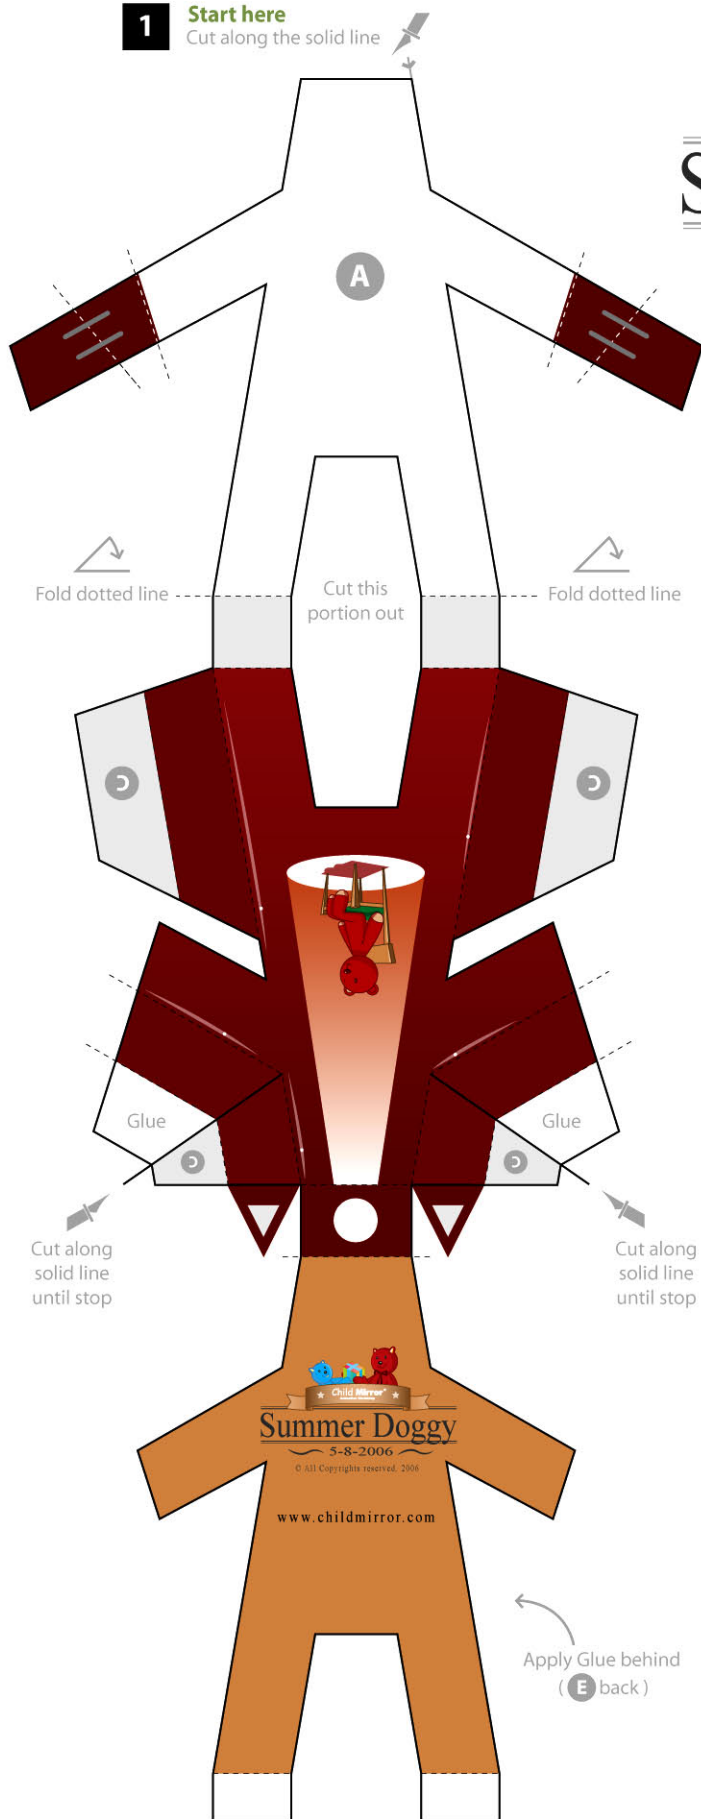 1
Start here
Cut along the solid line
S
A
Fold dotted line
Cut this
portion out
Fold dotted line
C
C
Glue
Glue
C
C
Cut along
solid line
until stop
Cut along
solid line
until stop
Child Mirror®
Summer Doggy
5-8-2006
© All Copyrights reserved, 2006
www.childmirror.com
Apply Glue behind
( E back )